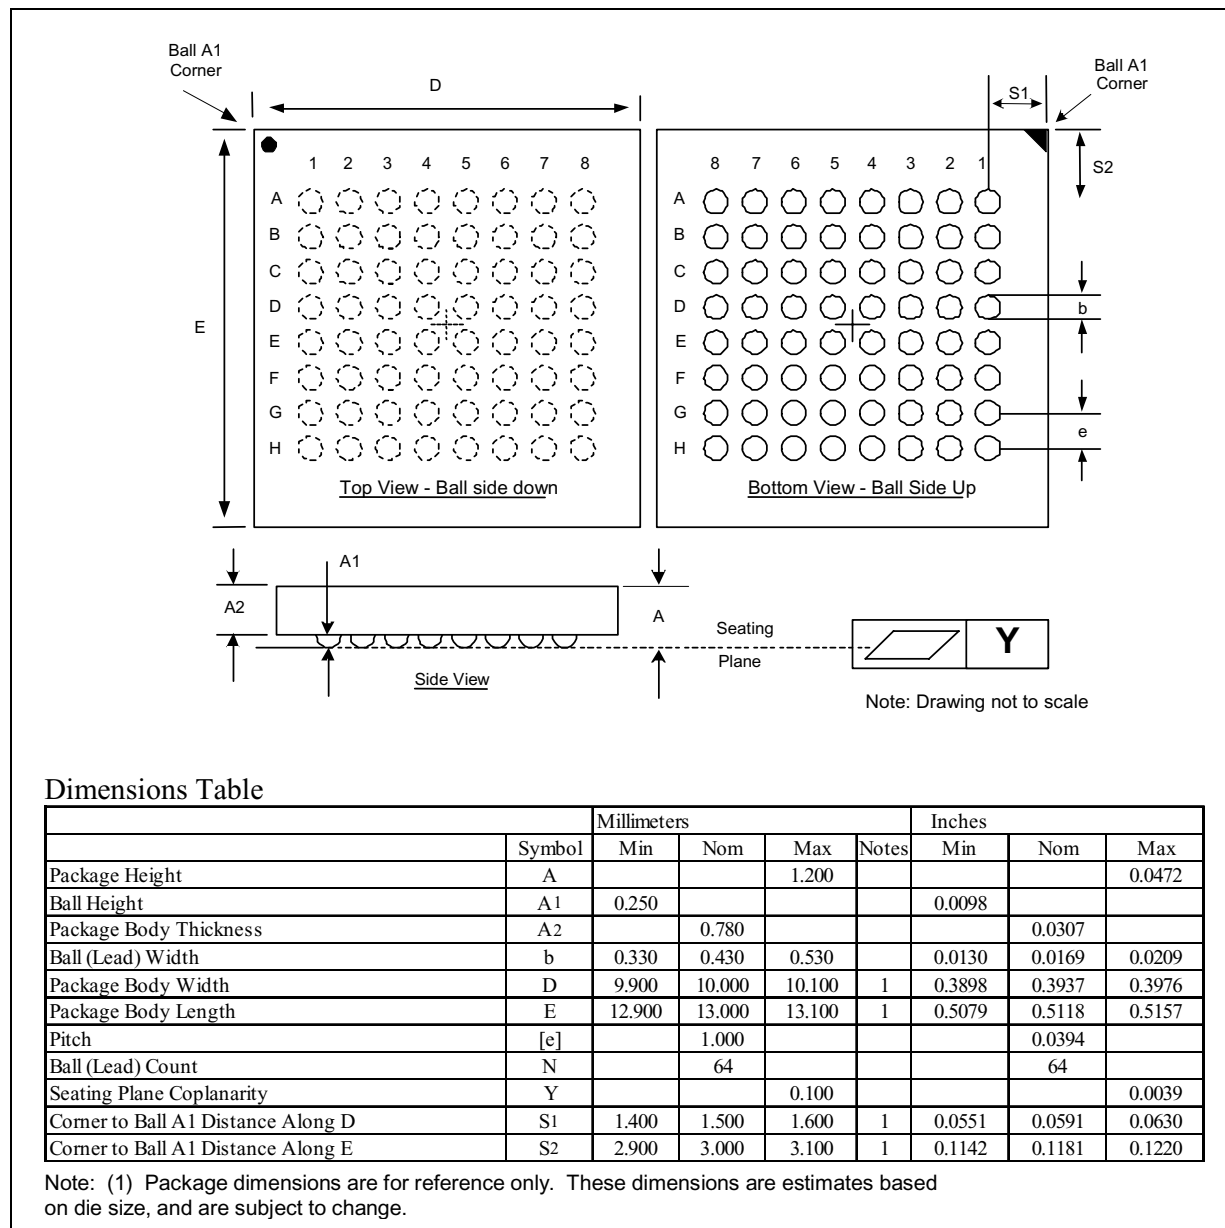 Ball A1
Corner
D
Ball A1
Corner
S1
S2
1 2 3 4 5 6 7 8
8 7 6 5 4 3 2 1
A
B
C
D
E
F
G
H
E
A
B
C
D
E
F
G
H
b
e
Top View - Ball side down
Bottom View - Ball Side Up
A1
A2
A
Seating
Plane
Y
Side View
Note: Drawing not to scale
Dimensions Table
Millimeters Inches
Symbol Min Nom Max Notes Min Nom Max
Package Height A 1.200 0.0472
Ball Height A1 0.250 0.0098
Package Body Thickness A2 0.780 0.0307
Ball (Lead) Width b 0.330 0.430 0.530 0.0130 0.0169 0.0209
Package Body Width D 9.900 10.000 10.100 1 0.3898 0.3937 0.3976
Package Body Length E 12.900 13.000 13.100 1 0.5079 0.5118 0.5157
Pitch [e] 1.000 0.0394
Ball (Lead) Count N 64 64
Seating Plane Coplanarity Y 0.100 0.0039
Corner to Ball A1 Distance Along D S1 1.400 1.500 1.600 1 0.0551 0.0591 0.0630
Corner to Ball A1 Distance Along E S2 2.900 3.000 3.100 1 0.1142 0.1181 0.1220
Note: (1) Package dimensions are for reference only. These dimensions are estimates based
on die size, and are subject to change.